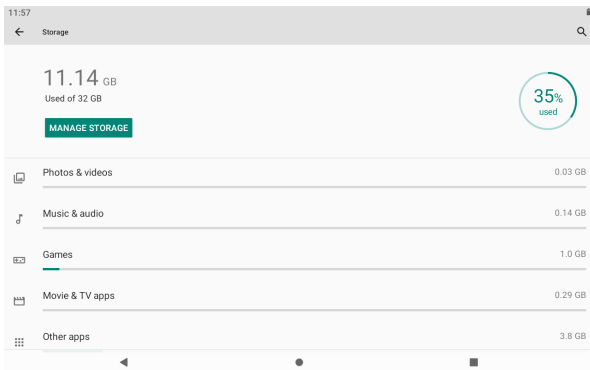 11:57
Storage
11.14 GB
Used of 32 GB
35%
used
MANAGE STORAGE
Photos & videos
0.03 GB
Music & audio
0.14 GB
Games
1.0 GB
Movie & TV apps
0.29 GB
Other apps
3.8 GB